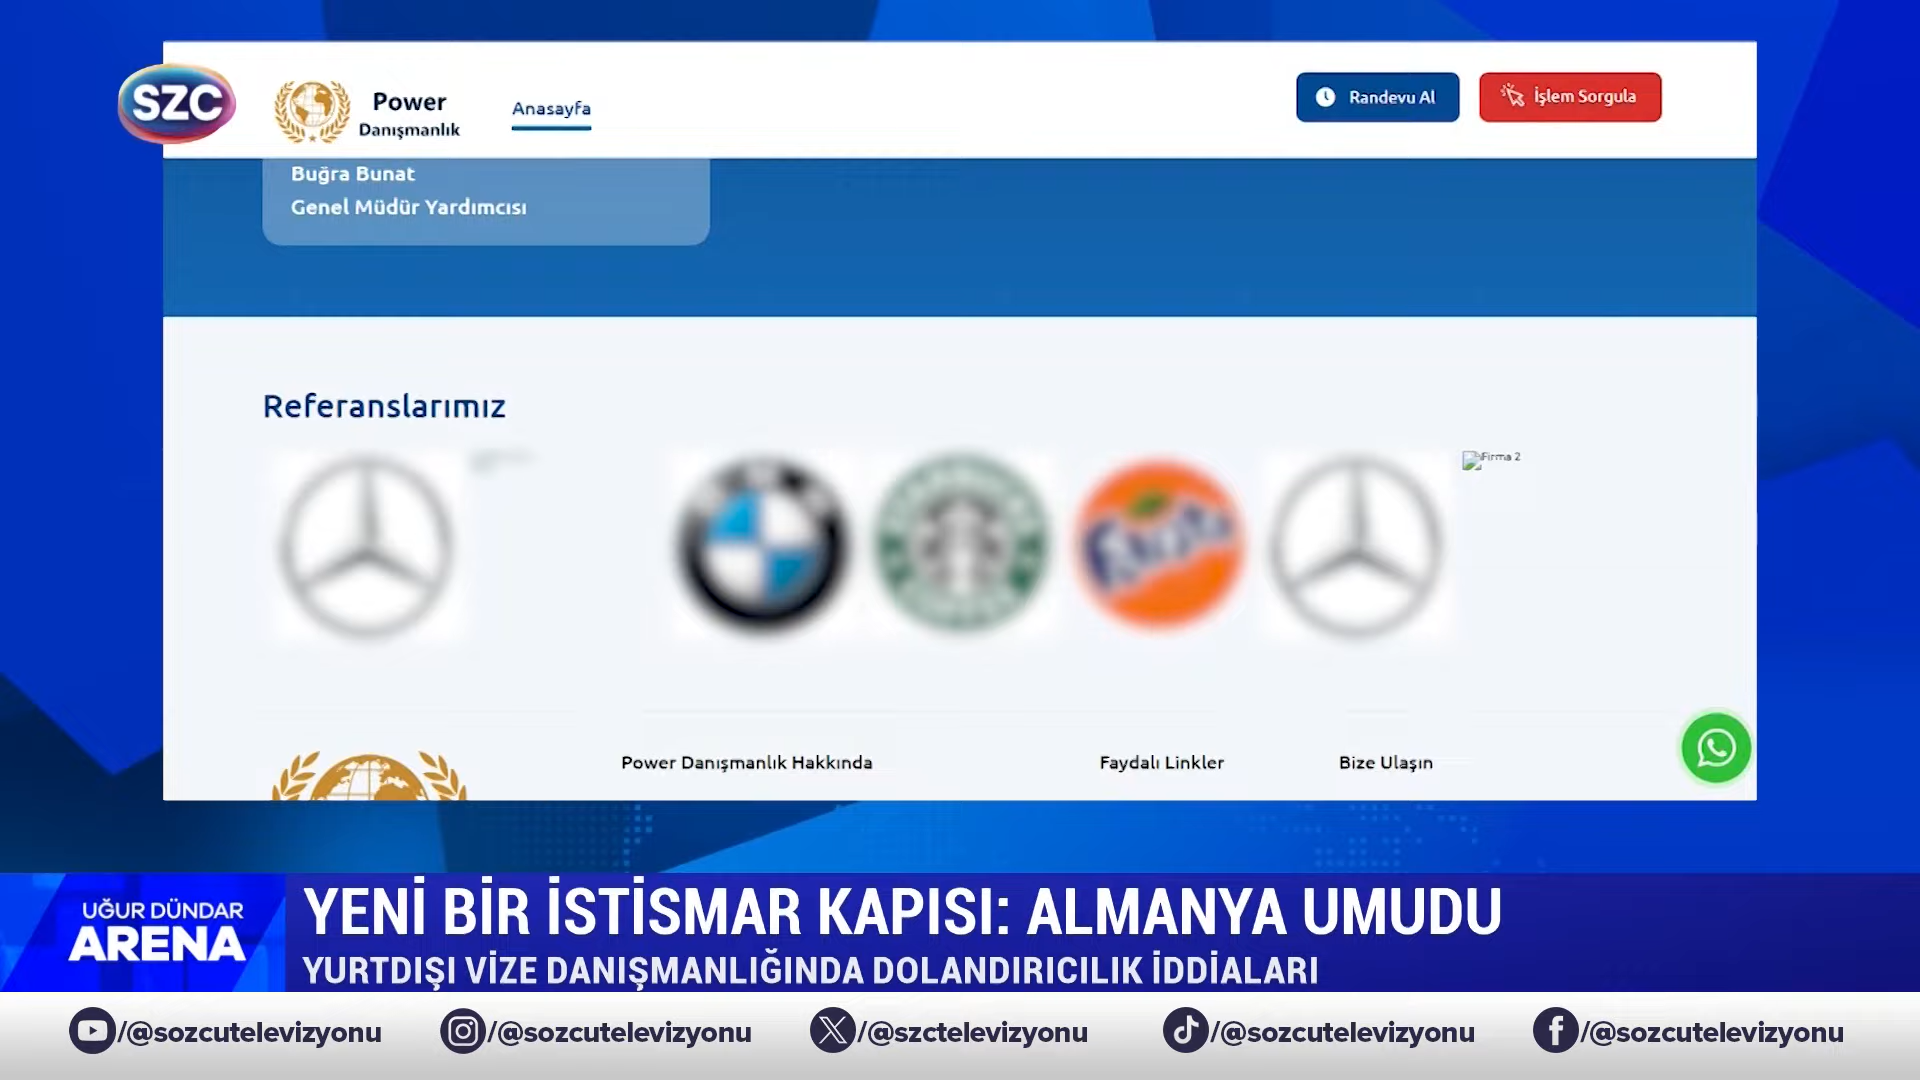 SZC
Power
Danışmanlık
Anasayfa
Randevu Al
İşlem Sorgula
Buğra Bunat
Genel Müdür Yardımcısı
Referanslarımız
Firma 2
Power Danışmanlık Hakkında
Faydalı Linkler
Bize Ulaşın
UĞUR DÜNDAR
ARENA
YENİ BİR İSTİSMAR KAPISI: ALMANYA UMUDU
YURTDIŞI VİZE DANIŞMANLIĞINDA DOLANDIRICILIK İDDİALARI
/@sozcutelevizyonu
/@sozcutelevizyonu
/@szctelevizyonu
/@sozcutelevizyonu
/@sozcutelevizyonu